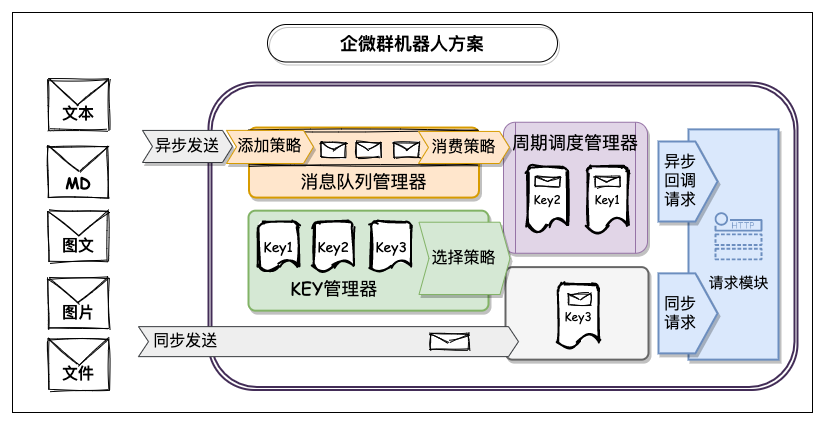 企微群机器人方案
文本
MD
图文
图片
文件
异步发送
添加策略
消费策略
消息队列管理器
Key1
Key2
Key3
KEY管理器
选择策略
同步发送
周期调度管理器
Key2
Key1
Key3
异步
回调
请求
同步
请求
HTTP
请求模块